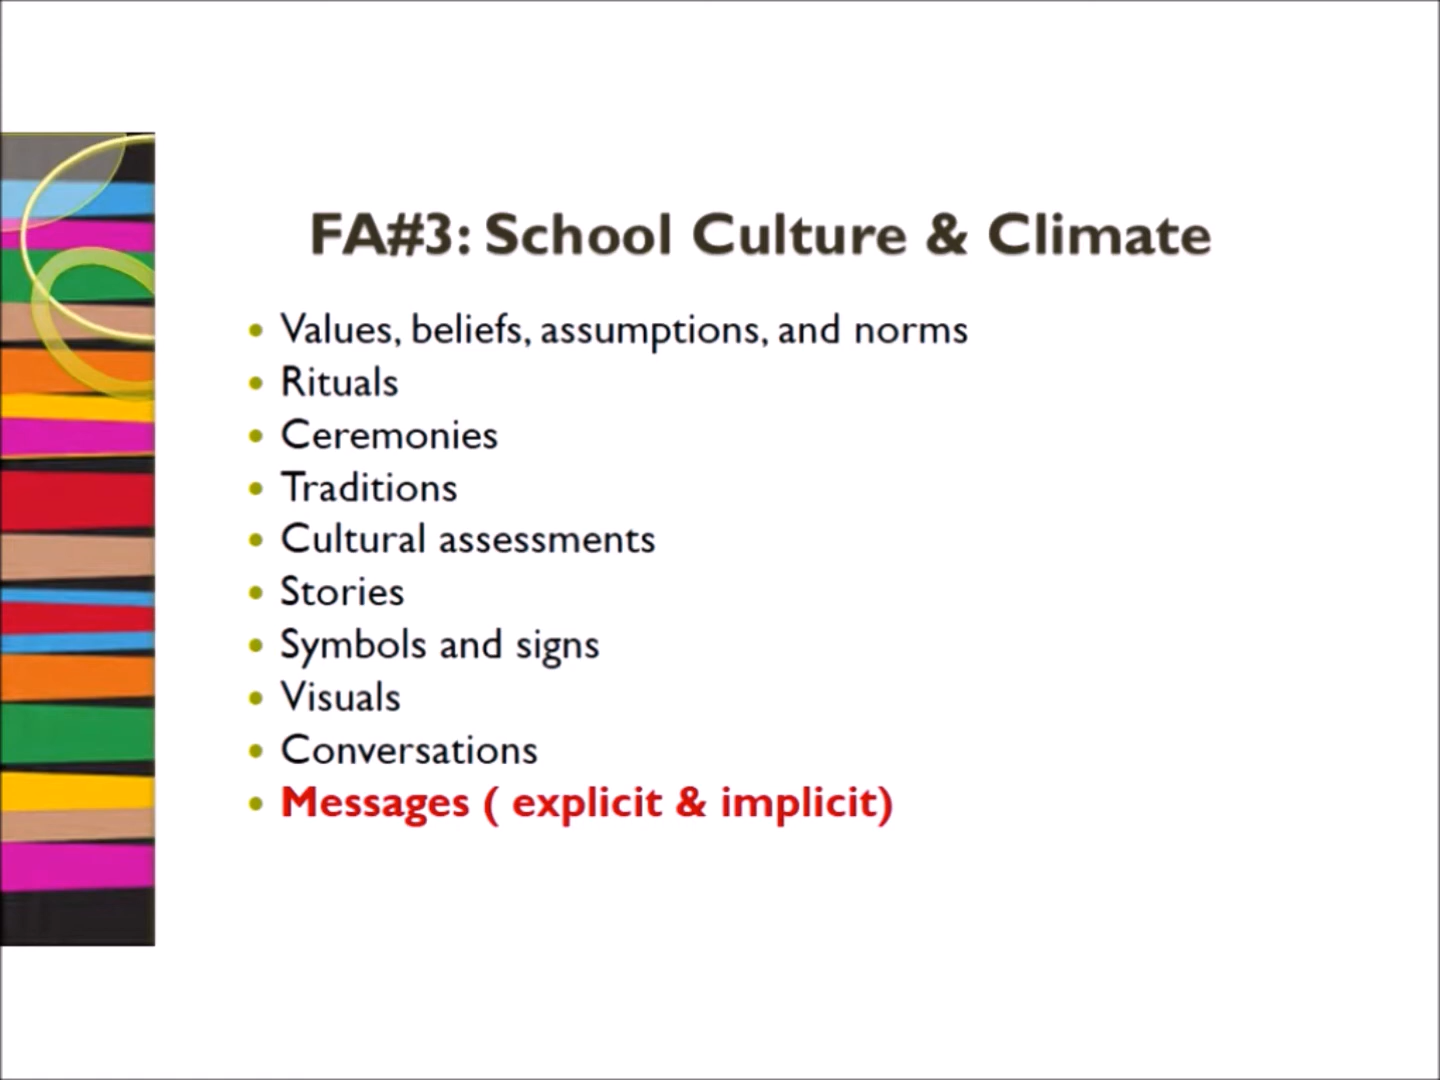 FA#3: School Culture & Climate
• Values, beliefs, assumptions, and norms
• Rituals
• Ceremonies
• Traditions
• Cultural assessments
• Stories
• Symbols and signs
• Visuals
• Conversations
• Messages ( explicit & implicit)